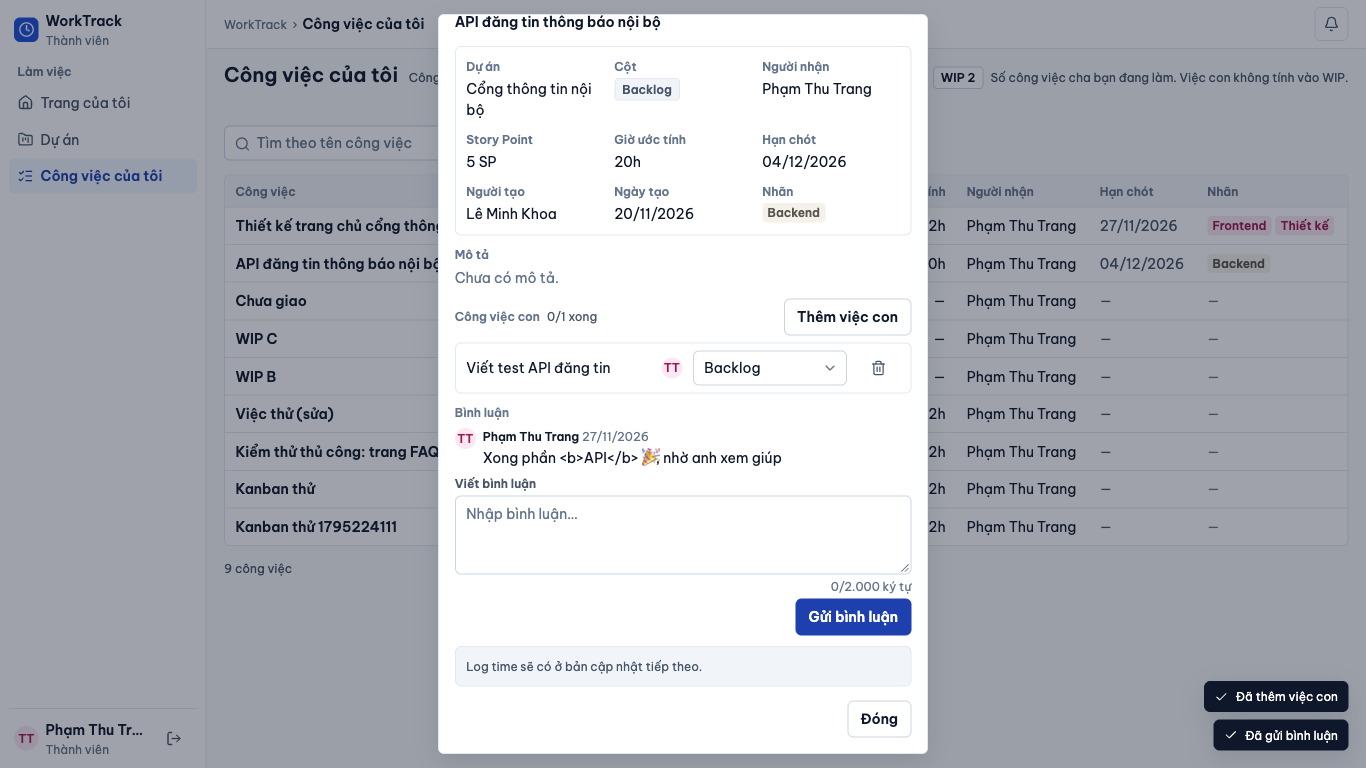 WorkTrack
Thành viên
Làm việc
Trang của tôi
Dự án
Công việc của tôi
WorkTrack › Công việc của tôi
Công việc của tôi
WIP 2 Số công việc cha bạn đang làm. Việc con không tính vào WIP.
Tìm theo tên công việc
Công việc Người nhận Hạn chót Nhãn
Thiết kế trang chủ cổng 2h Phạm Thu Trang 27/11/2026 Frontend Thiết kế
API đăng tin thông báo nội 0h Phạm Thu Trang 04/12/2026 Backend
Chưa giao — Phạm Thu Trang — —
WIP C — Phạm Thu Trang — —
WIP B — Phạm Thu Trang — —
Việc thử (sửa) 2h Phạm Thu Trang — —
Kiểm thử thủ công: trang FAQ 2h Phạm Thu Trang — —
Kanban thử 2h Phạm Thu Trang — —
Kanban thử 1795224111 2h Phạm Thu Trang — —
9 công việc
API đăng tin thông báo nội bộ
Dự án Cột Người nhận
Cổng thông tin nội Backlog Phạm Thu Trang
bộ
Story Point Giờ ước tính Hạn chót
5 SP 20h 04/12/2026
Người tạo Ngày tạo Nhãn
Lê Minh Khoa 20/11/2026 Backend
Mô tả
Chưa có mô tả.
Công việc con 0/1 xong Thêm việc con
Viết test API đăng tin TT Backlog
Bình luận
TT Phạm Thu Trang 27/11/2026
Xong phần <b>API</b> 🎉, nhờ anh xem giúp
Viết bình luận
Nhập bình luận...
0/2.000 ký tự
Gửi bình luận
Log time sẽ có ở bản cập nhật tiếp theo.
Đóng
TT Phạm Thu Tr...
Thành viên
Đã thêm việc con
Đã gửi bình luận